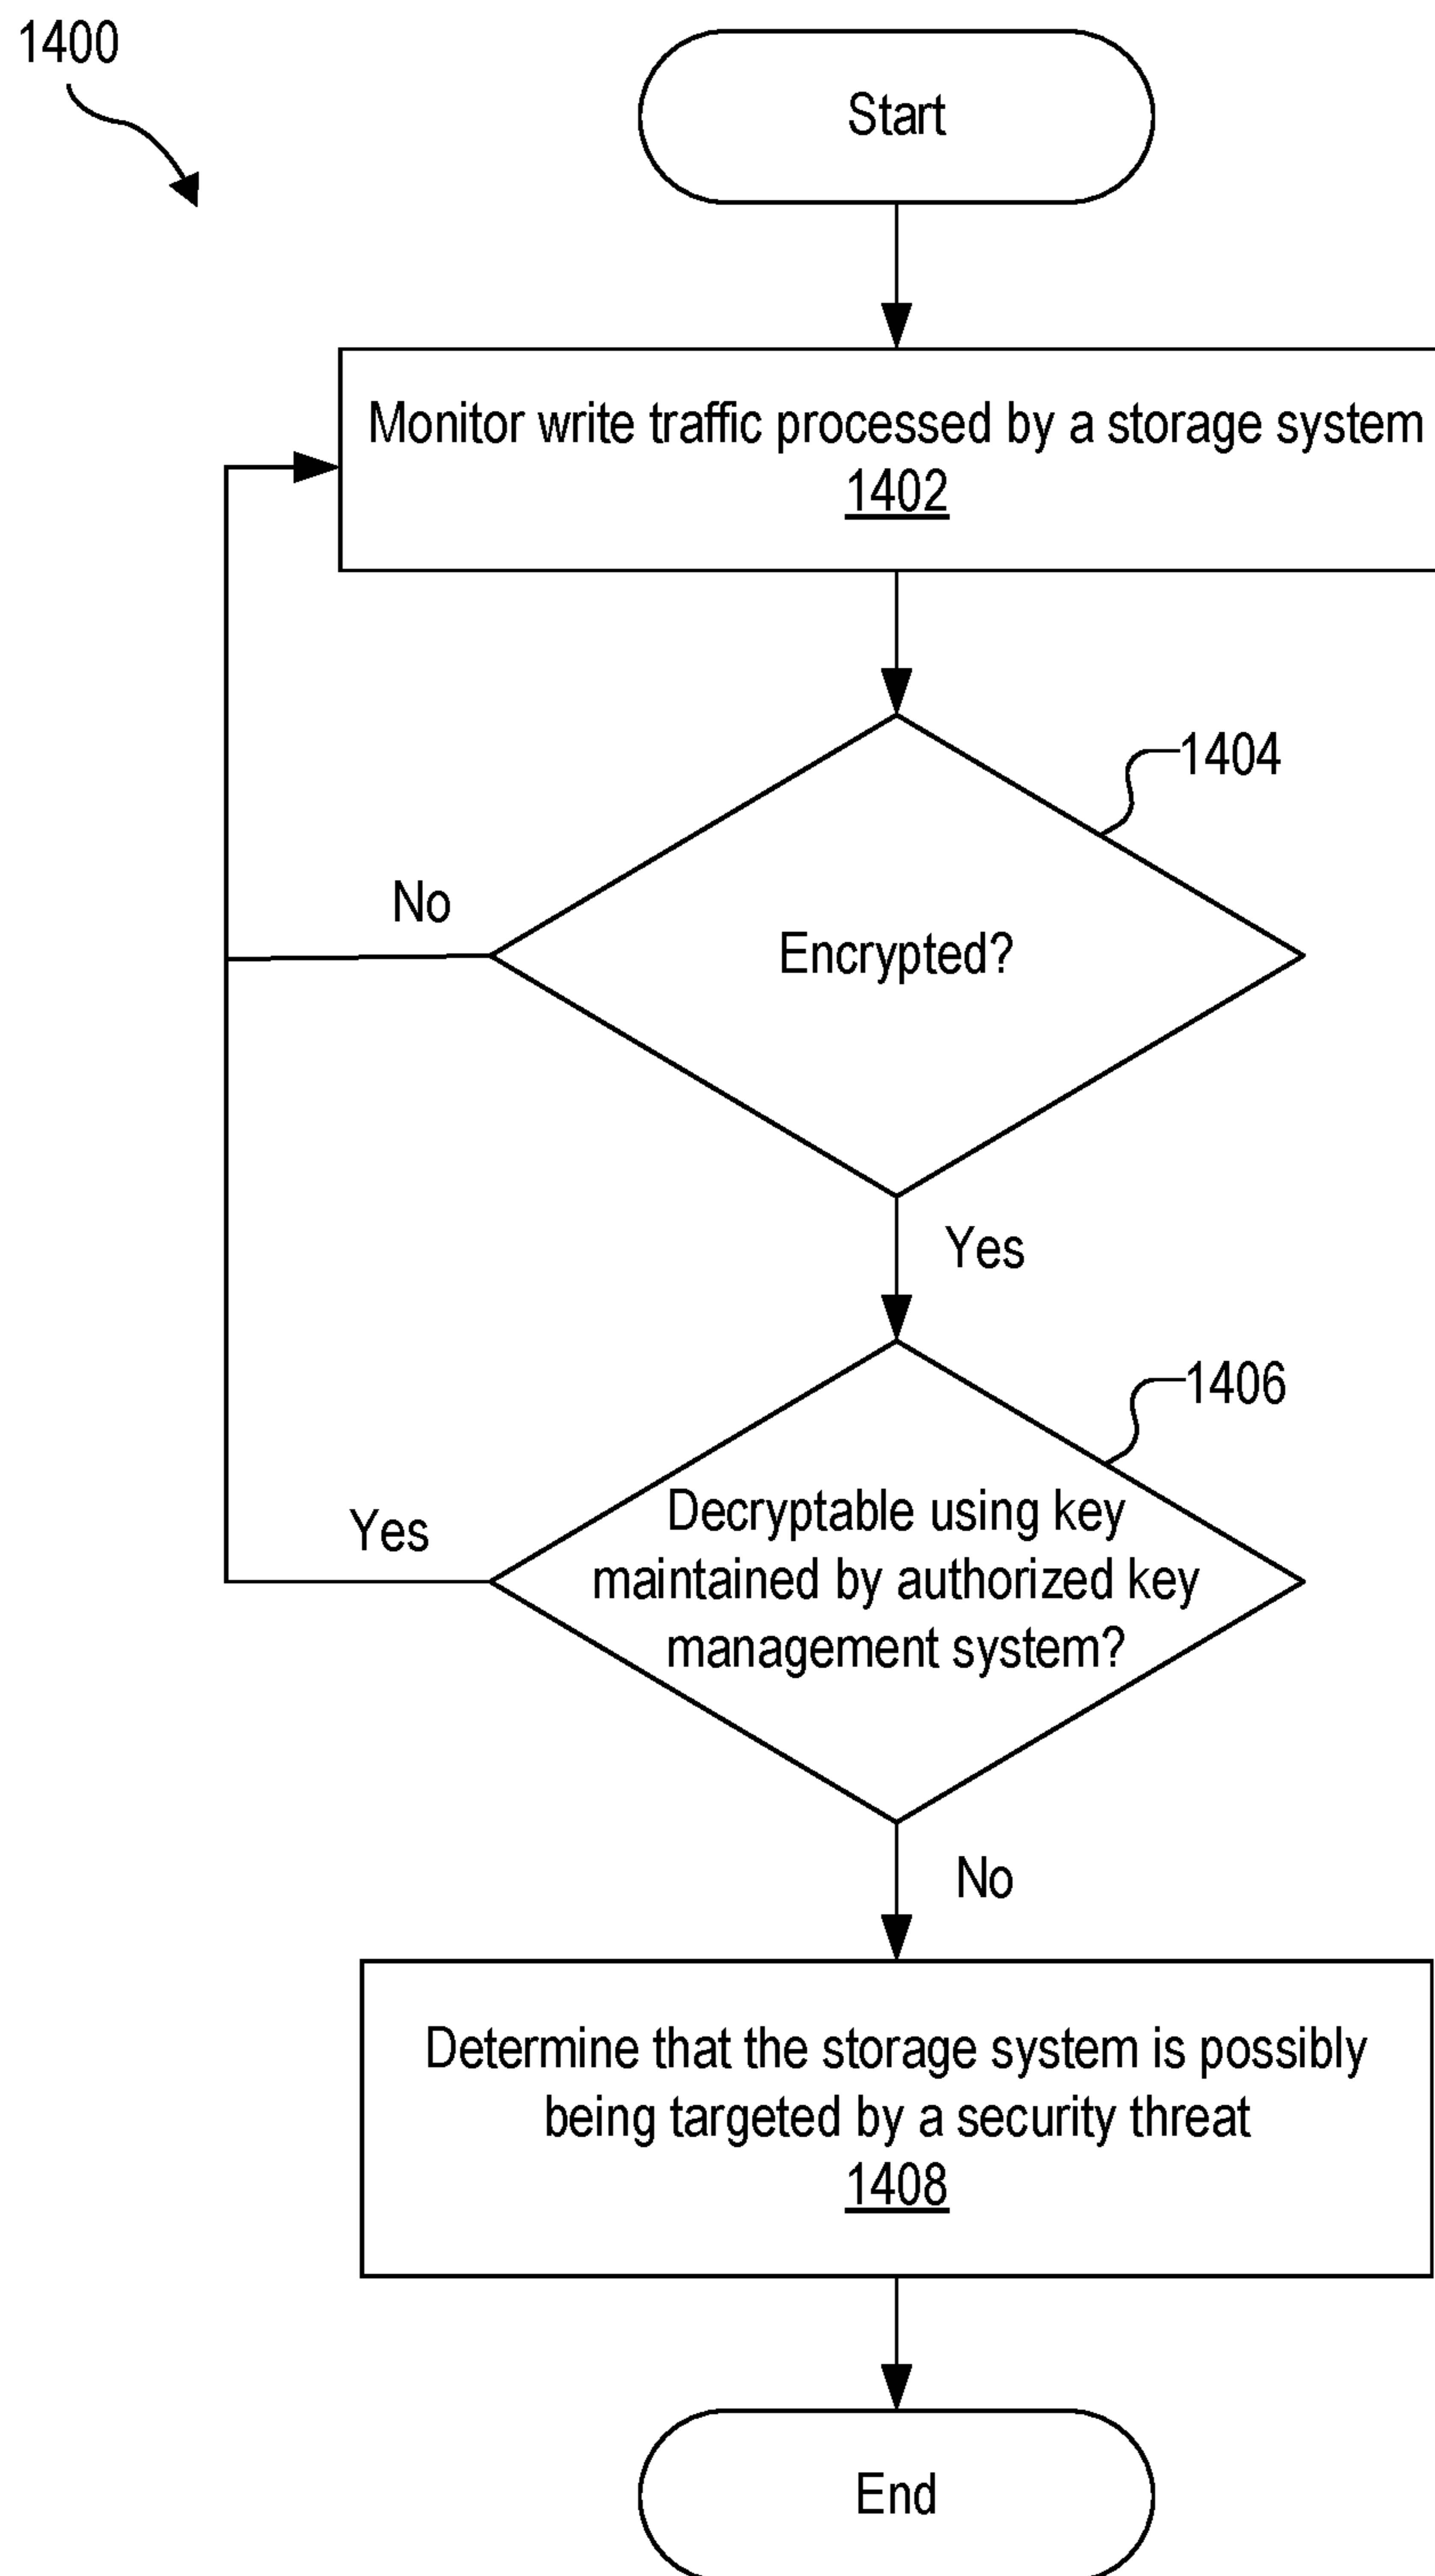 1400
Start
Monitor write traffic processed by a storage system
1402
1404
No
Encrypted?
Yes
1406
Decryptable using key
maintained by authorized key
management system?
Yes
No
Determine that the storage system is possibly
being targeted by a security threat
1408
End